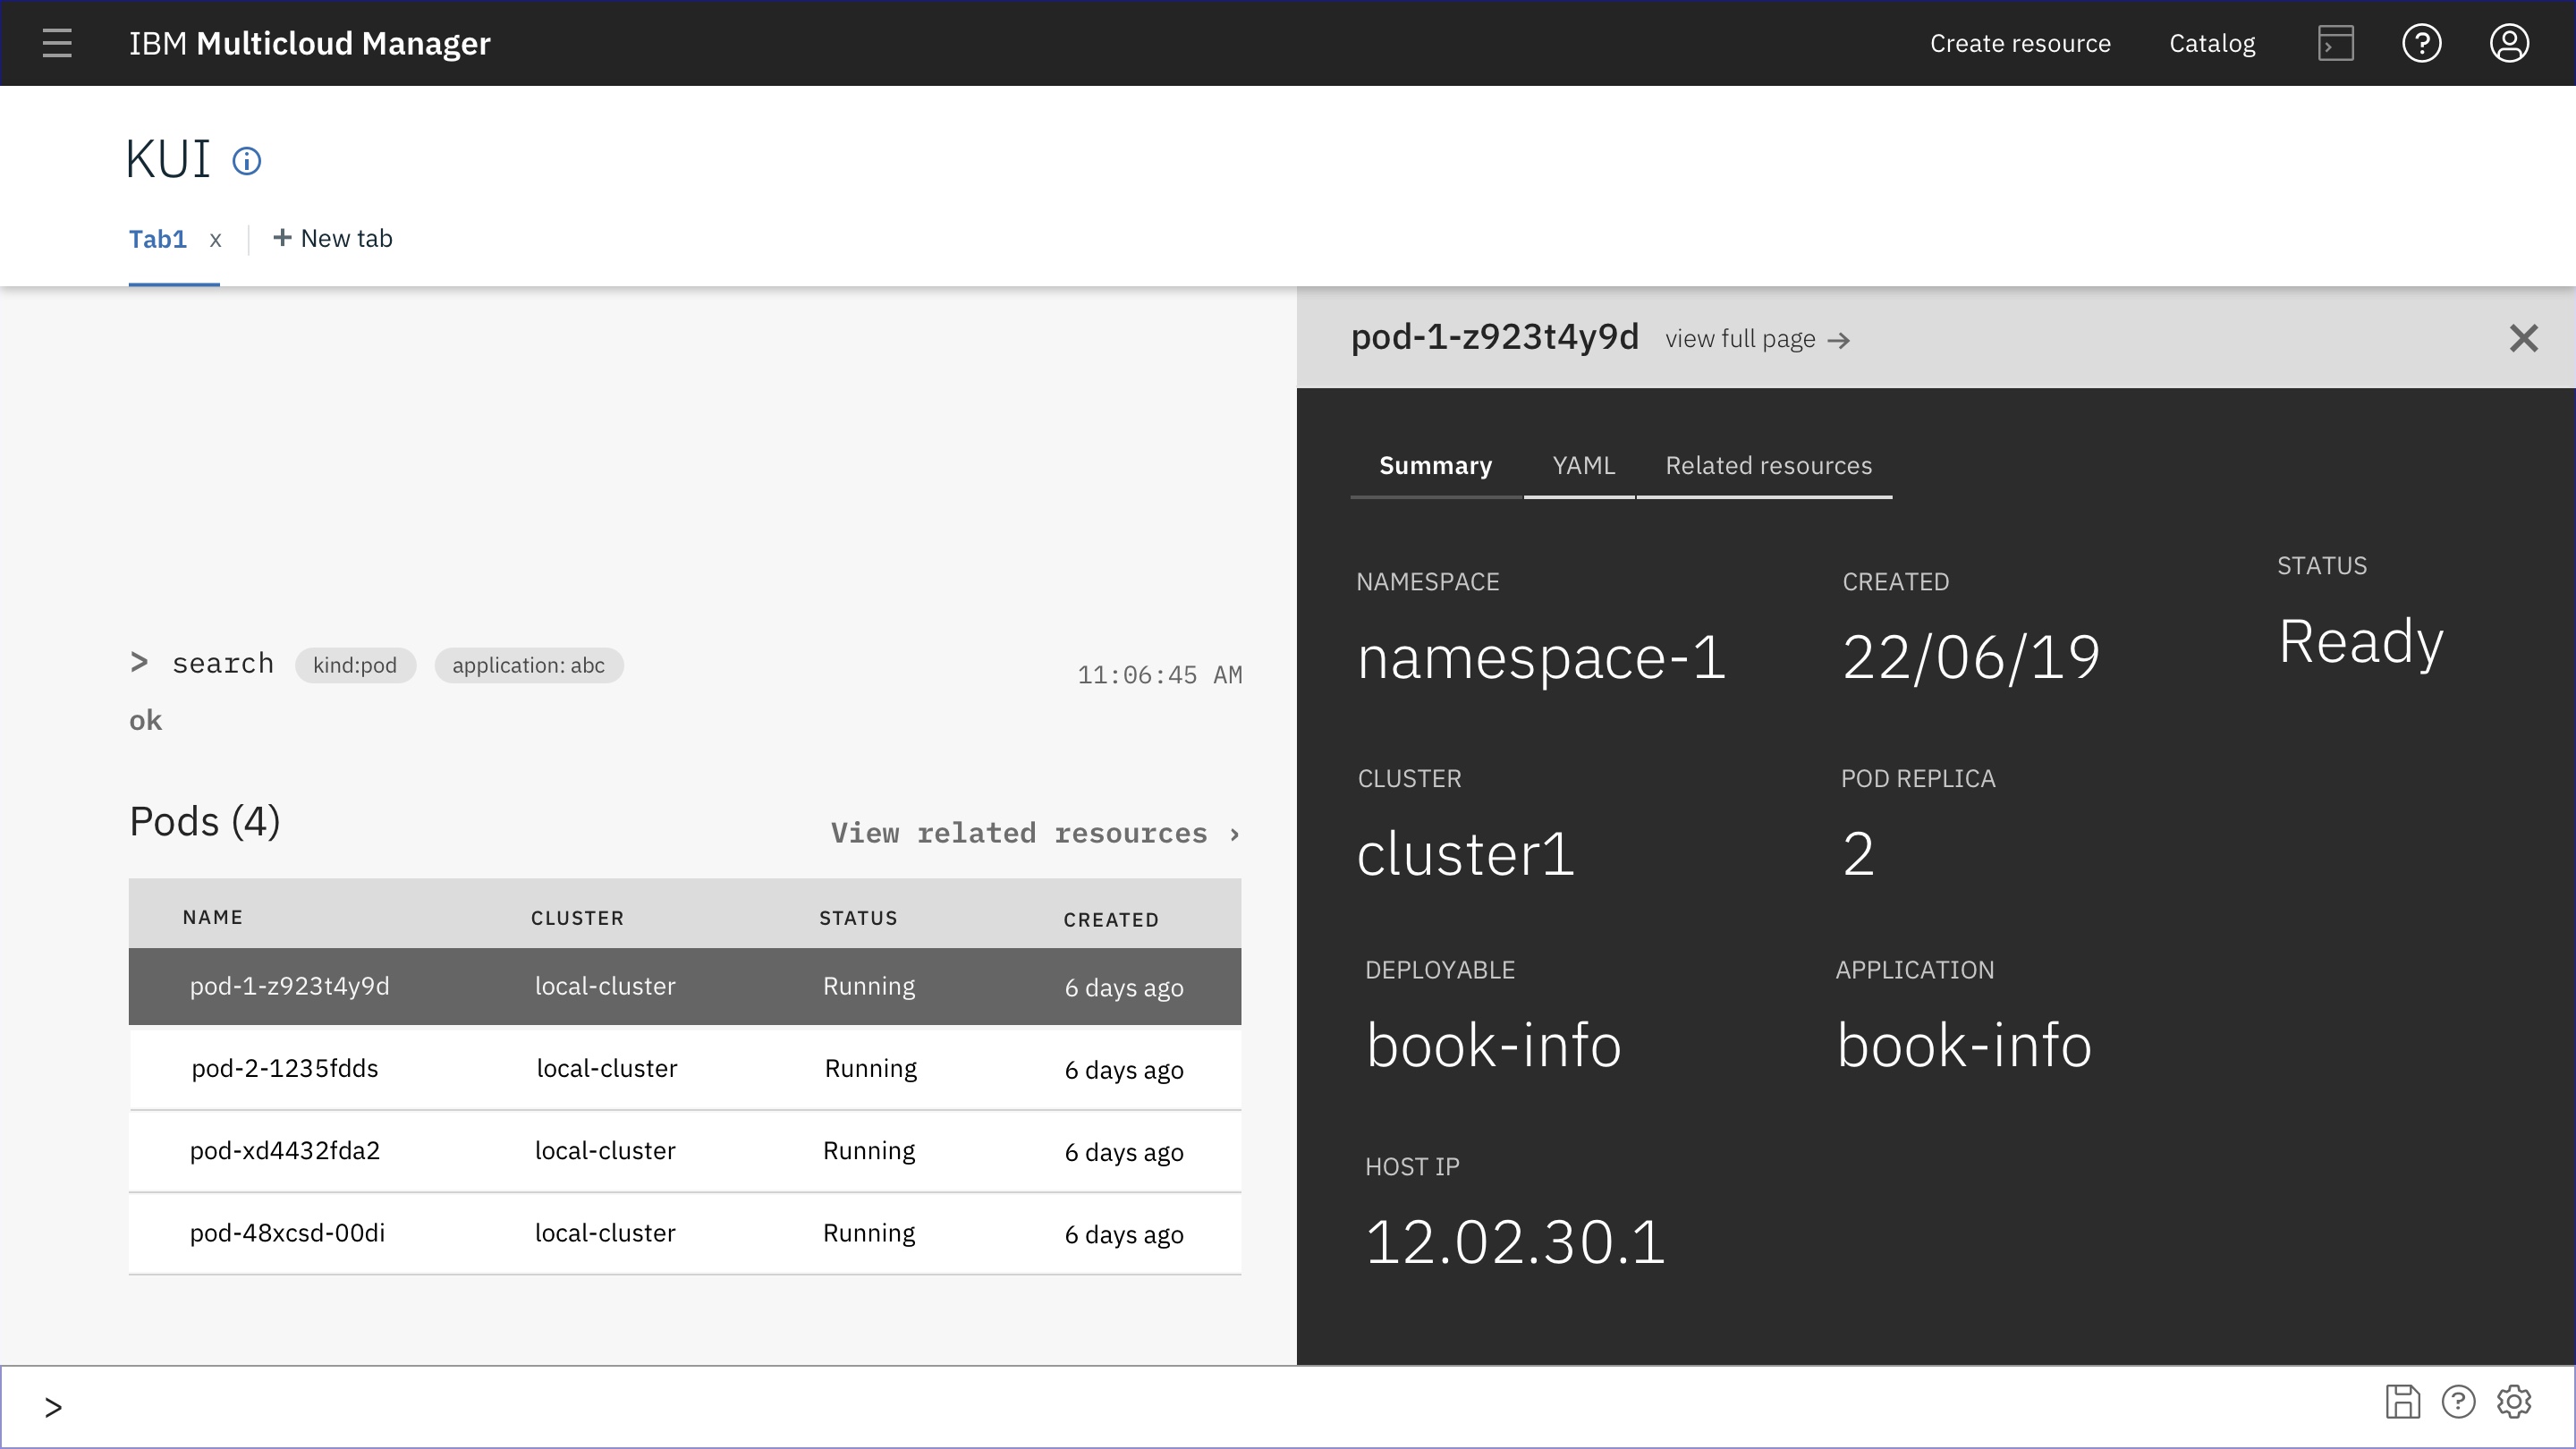 IBM Multicloud Manager
Create resource Catalog
KUI
Tab1 x + New tab
> search kind:pod application: abc 11:06:45 AM
ok
Pods (4)
View related resources ›
NAME CLUSTER STATUS CREATED
pod-1-z923t4y9d local-cluster Running 6 days ago
pod-2-1235fdds local-cluster Running 6 days ago
pod-xd4432fda2 local-cluster Running 6 days ago
pod-48xcsd-00di local-cluster Running 6 days ago
pod-1-z923t4y9d view full page →
Summary YAML Related resources
NAMESPACE CREATED STATUS
namespace-1 22/06/19 Ready
CLUSTER POD REPLICA
cluster1 2
DEPLOYABLE APPLICATION
book-info book-info
HOST IP
12.02.30.1
>